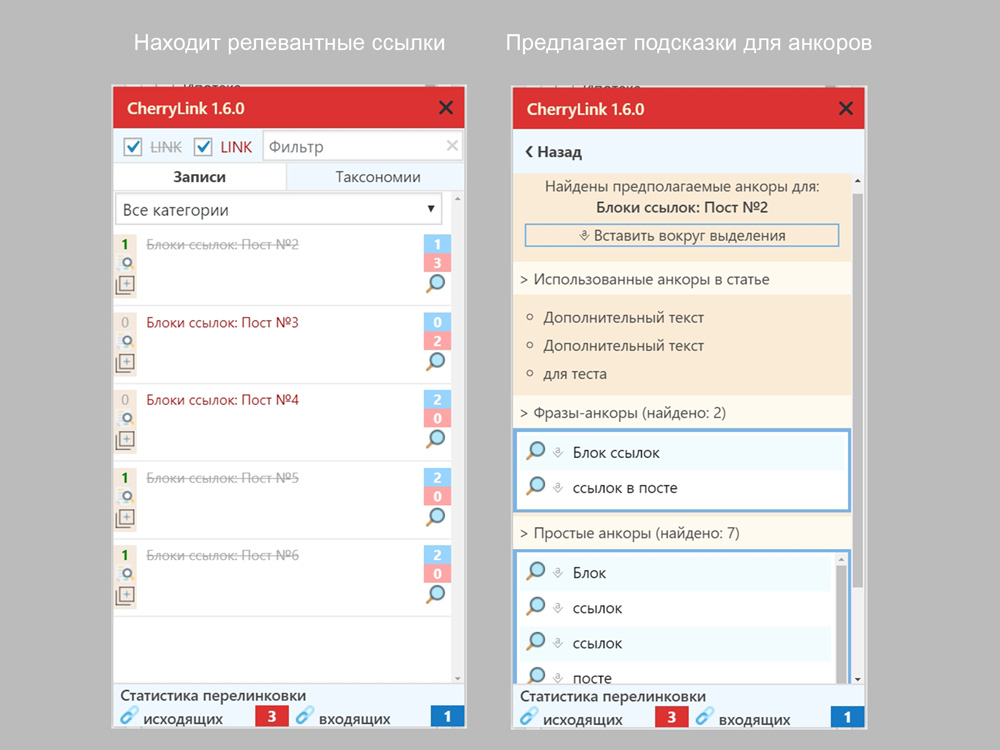 Находит релевантные ссылки
CherryLink 1.6.0
LINK LINK Фильтр
Записи Таксономии
Все категории
1 Блоки ссылок: Пост №2 1
3
0 Блоки ссылок: Пост №3 0
2
0 Блоки ссылок: Пост №4 2
0
1 Блоки ссылок: Пост №5 2
0
1 Блоки ссылок: Пост №6 2
0
Статистика перелинковки
исходящих 3 входящих 1
Предлагает подсказки для анкоров
CherryLink 1.6.0
Назад
Найдены предполагаемые анкоры для:
Блоки ссылок: Пост №2
Вставить вокруг выделения
> Использованные анкоры в статье
Дополнительный текст
Дополнительный текст
для теста
> Фразы-анкоры (найдено: 2)
Блок ссылок
ссылок в посте
> Простые анкоры (найдено: 7)
Блок
ссылок
ссылок
посте
Статистика перелинковки
исходящих 3 входящих 1